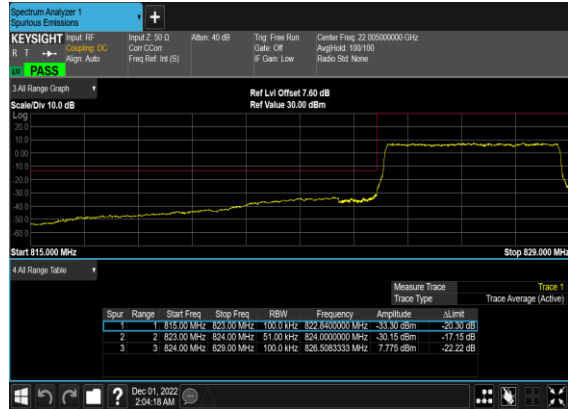 Spectrum Analyzer 1
Spurious Emissions
KEYSIGHT Input: RF Input Z: 50 Ω Atten: 40 dB Trig: Free Run Center Freq: 22.005000000 GHz
R T Coupling: DC Corr CCorr Gate: Off Avg|Hold: 100/100
Align: Auto Freq Ref: Int (S) IF Gain: Low Radio Std: None
PASS
3 All Range Graph
Ref Lvl Offset 7.60 dB
Scale/Div 10.0 dB Ref Value 30.00 dBm
Log
20.0
10.0
0.00
-10.0
-20.0
-30.0
-40.0
-50.0
-60.0
Start 815.000 MHz Stop 829.000 MHz
4 All Range Table
Measure Trace Trace 1
Trace Type Trace Average (Active)
Spur Range Start Freq Stop Freq RBW Frequency Amplitude ΔLimit
1 1 815.00 MHz 823.00 MHz 100.0 kHz 822.8400000 MHz -33.30 dBm -20.30 dB
2 2 823.00 MHz 824.00 MHz 51.00 kHz 824.0000000 MHz -30.15 dBm -17.15 dB
3 3 824.00 MHz 829.00 MHz 100.0 kHz 826.5083333 MHz 7.775 dBm -22.22 dB
Dec 01, 2022
2:04:18 AM